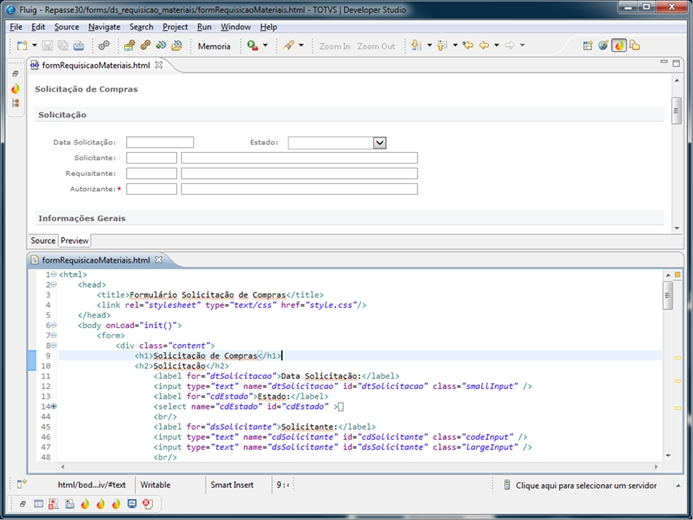 Fluig - Repasse30/forms/ds_requisicao_materiais/formRequisicaoMateriais.html - TOTVS | Developer Studio
File Edit Source Navigate Search Project Run Window Help
Memoria Zoom In Zoom Out
formRequisicaoMateriais.html
Solicitação de Compras
Solicitação
Data Solicitação: Estado:
Solicitante:
Requisitante:
Autorizante: *
Informações Gerais
Source Preview
formRequisicaoMateriais.html
1 <html>
2 <head>
3 <title>Formulário Solicitação de Compras</title>
4 <link rel="stylesheet" type="text/css" href="style.css"/>
5 </head>
6 <body onLoad="init()">
7 <form>
8 <div class="content">
9 <h1>Solicitação de Compras</h1>
10 <h2>Solicitação</h2>
11 <label for="dtSolicitacao">Data Solicitação:</label>
12 <input type="text" name="dtSolicitacao" id="dtSolicitacao" class="smallInput" />
13 <label for="cdEstado">Estado:</label>
14 <select name="cdEstado" id="cdEstado" >
44 <br/>
45 <label for="dsSolicitante">Solicitante:</label>
46 <input type="text" name="cdSolicitante" id="cdSolicitante" class="codeInput" />
47 <input type="text" name="dsSolicitante" id="dsSolicitante" class="largeInput" />
48 <br/>
html/bod...iv/#text Writable Smart Insert 9 : Clique aqui para selecionar um servidor